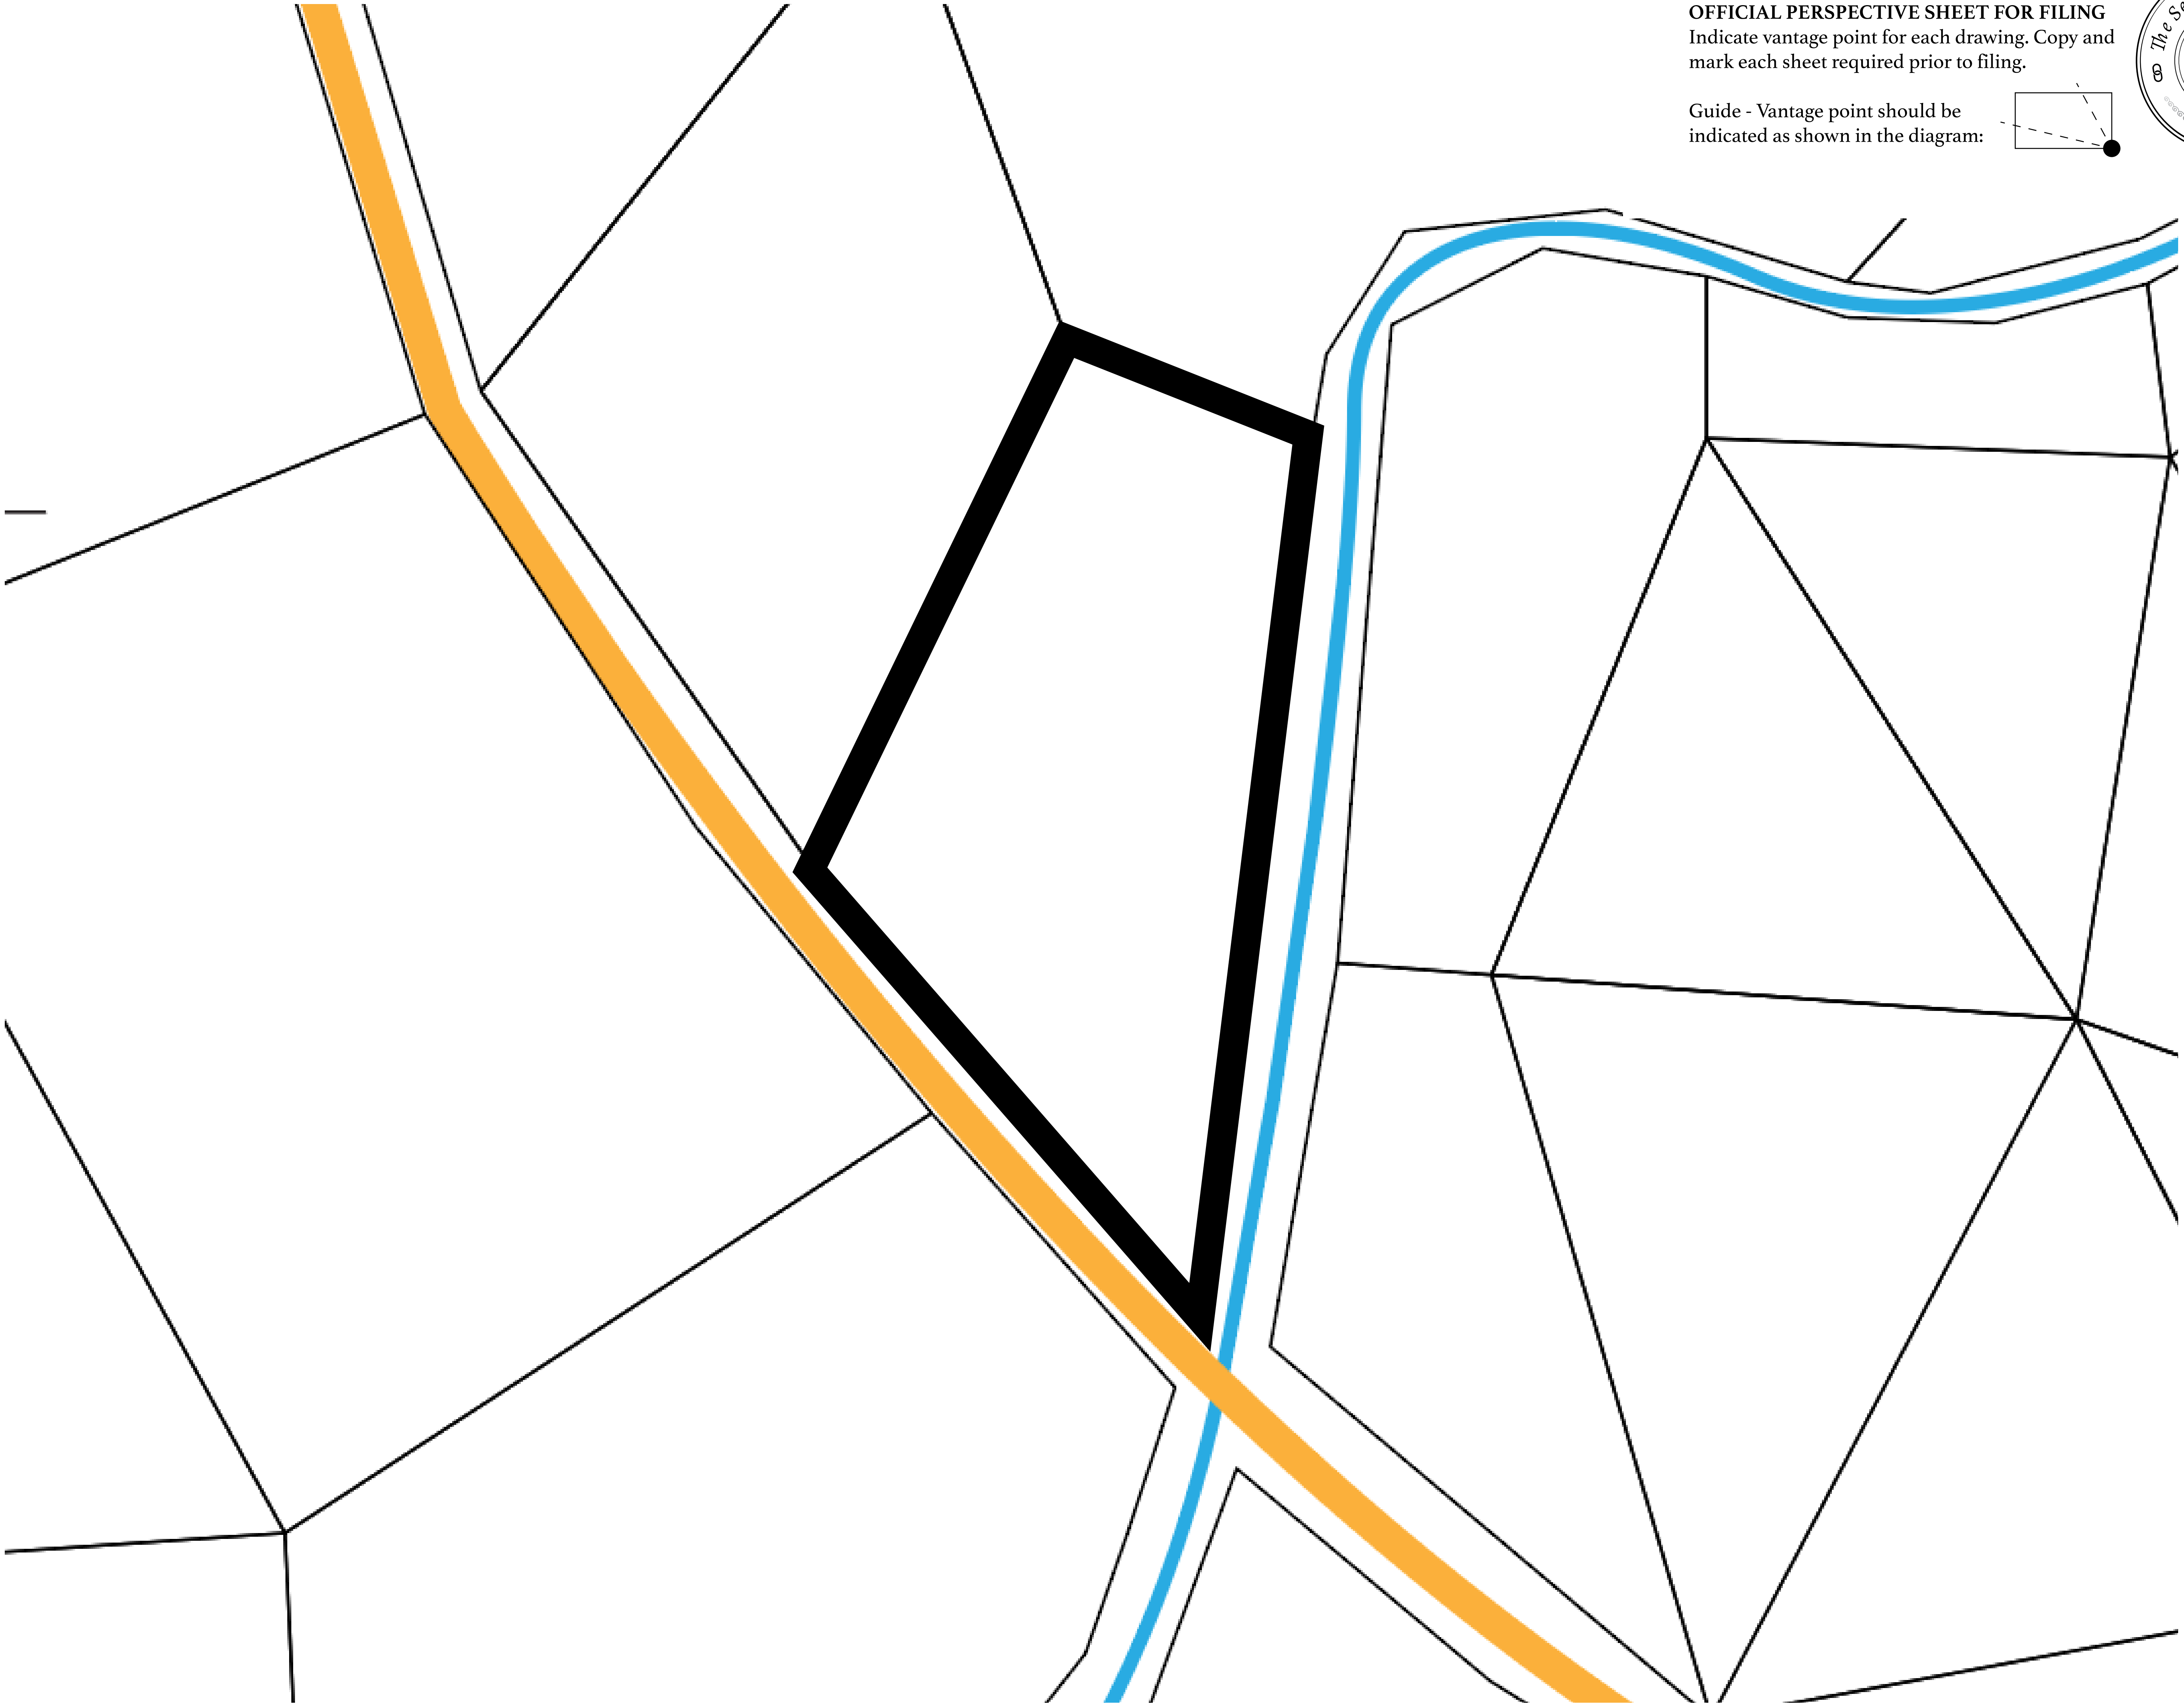 OFFICIAL PERSPECTIVE SHEET FOR FILING
Indicate vantage point for each drawing. Copy and
mark each sheet required prior to filing.
Guide - Vantage point should be
indicated as shown in the diagram:
The